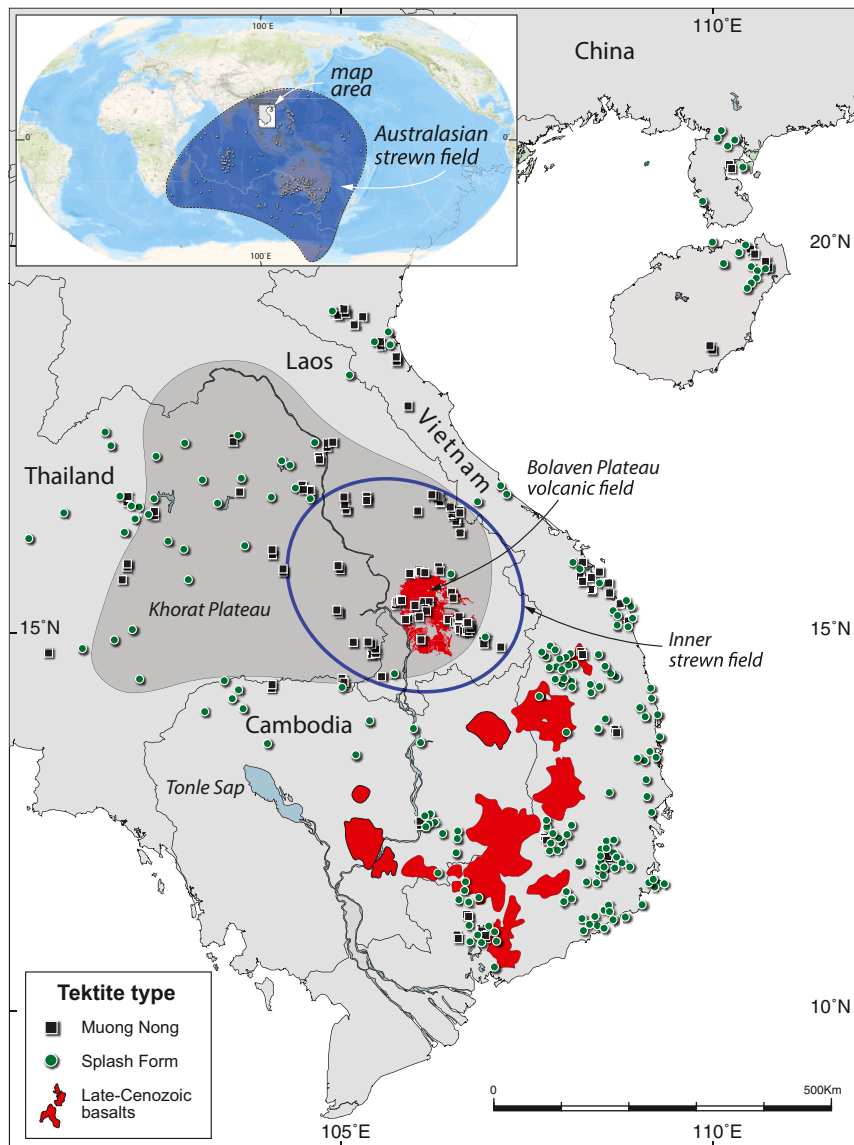 110˚E
100˚E
China
map
area
0˚
0˚
Australasian
strewn field
100˚E
20˚N
20˚N
Laos
Vietnam
Thailand
Bolaven Plateau
volcanic field
Khorat Plateau
15˚N
15˚N
Inner
strewn field
Cambodia
Tonle Sap
Tektite type
Muong Nong
Splash Form
Late-Cenozoic
basalts
10˚N
0
500Km
105˚E
110˚E